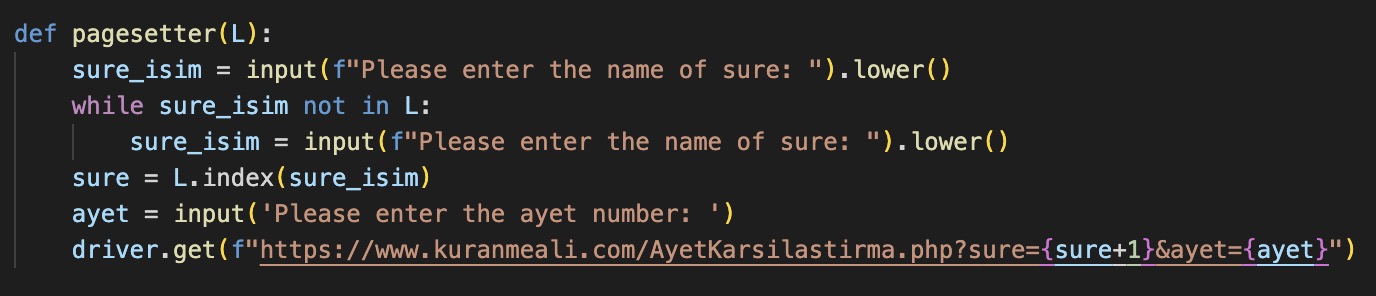 def pagesetter(L):
    sure_isim = input(f"Please enter the name of sure: ").lower()
    while sure_isim not in L:
        sure_isim = input(f"Please enter the name of sure: ").lower()
    sure = L.index(sure_isim)
    ayet = input('Please enter the ayet number: ')
    driver.get(f"https://www.kuranmeali.com/AyetKarsilastirma.php?sure={sure+1}&ayet={ayet}")